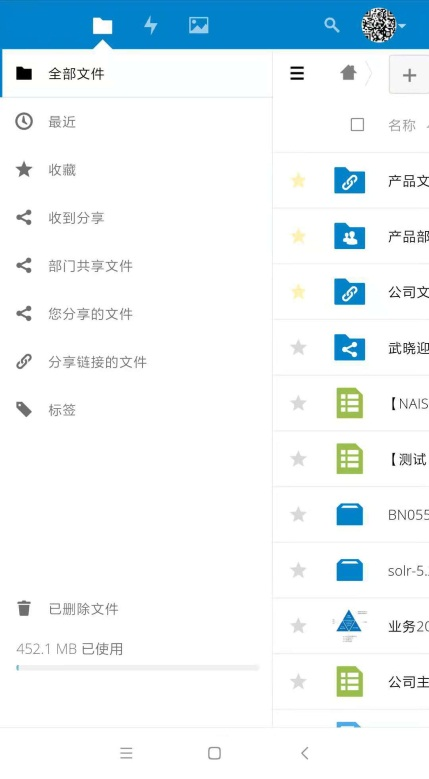 全部文件
最近
收藏
收到分享
部门共享文件
您分享的文件
分享链接的文件
标签
已删除文件
452.1 MB 已使用
名称
产品文
产品部
公司文
武晓迎
【NAIS
【测试
BN055
solr-5.
业务20
公司主